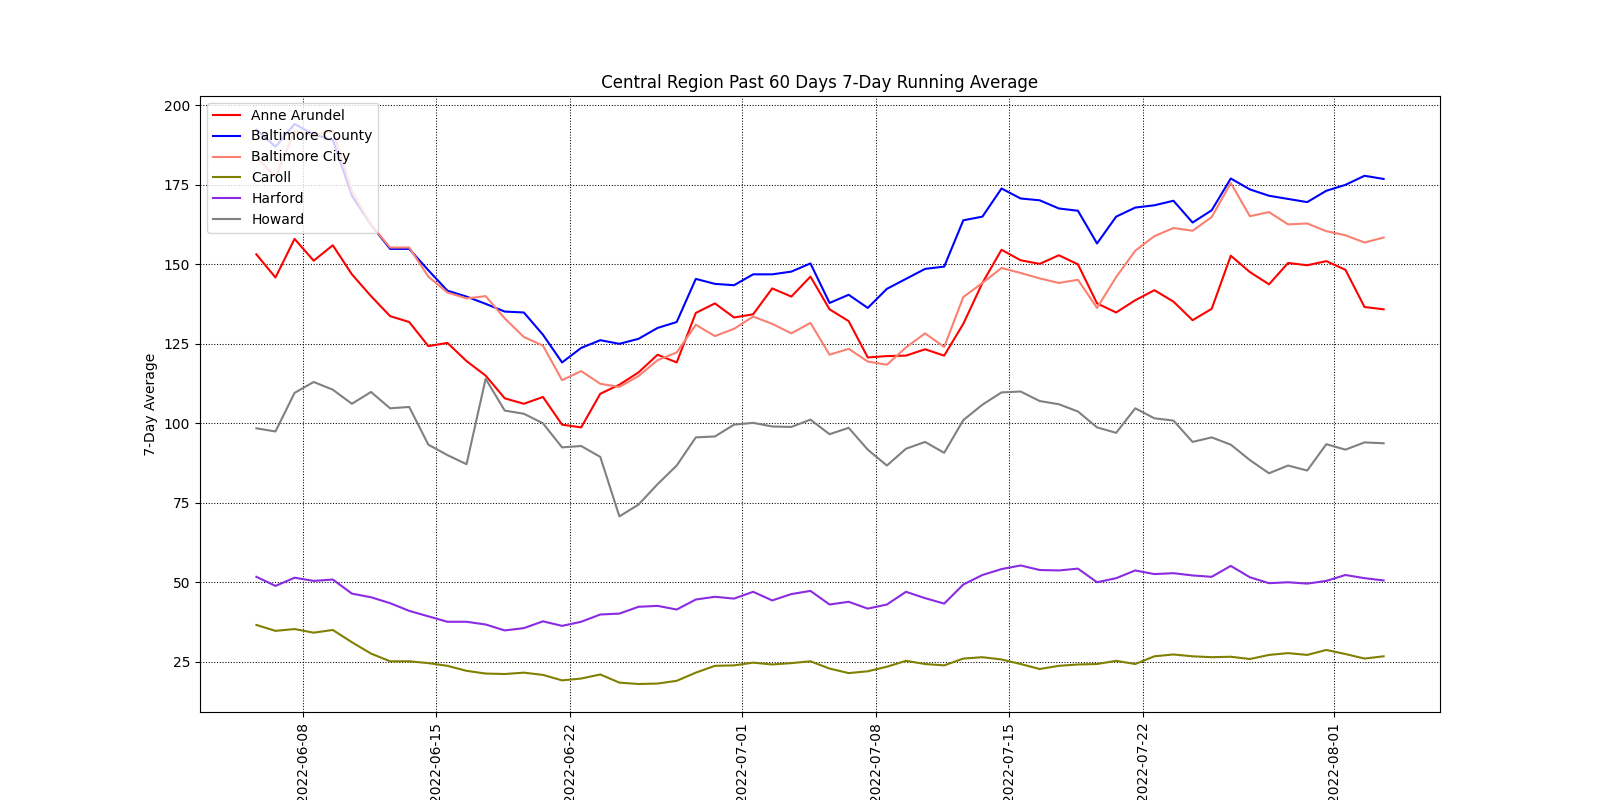 Central Region Past 60 Days 7-Day Running Average
Anne Arundel
Baltimore County
Baltimore City
Caroll
Harford
Howard
7-Day Average
200
175
150
125
100
75
50
25
2022-06-08
2022-06-15
2022-06-22
2022-07-01
2022-07-08
2022-07-15
2022-07-22
2022-08-01